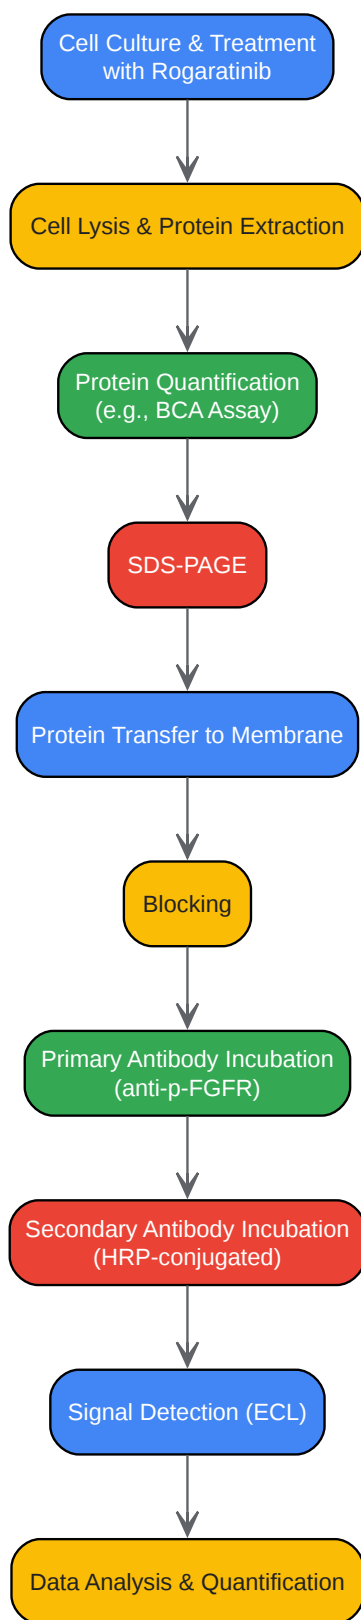 Cell Culture & Treatment
with Rogaratinib
Cell Lysis & Protein Extraction
Protein Quantification
(e.g., BCA Assay)
SDS-PAGE
Protein Transfer to Membrane
Blocking
Primary Antibody Incubation
(anti-p-FGFR)
Secondary Antibody Incubation
(HRP-conjugated)
Signal Detection (ECL)
Data Analysis & Quantification